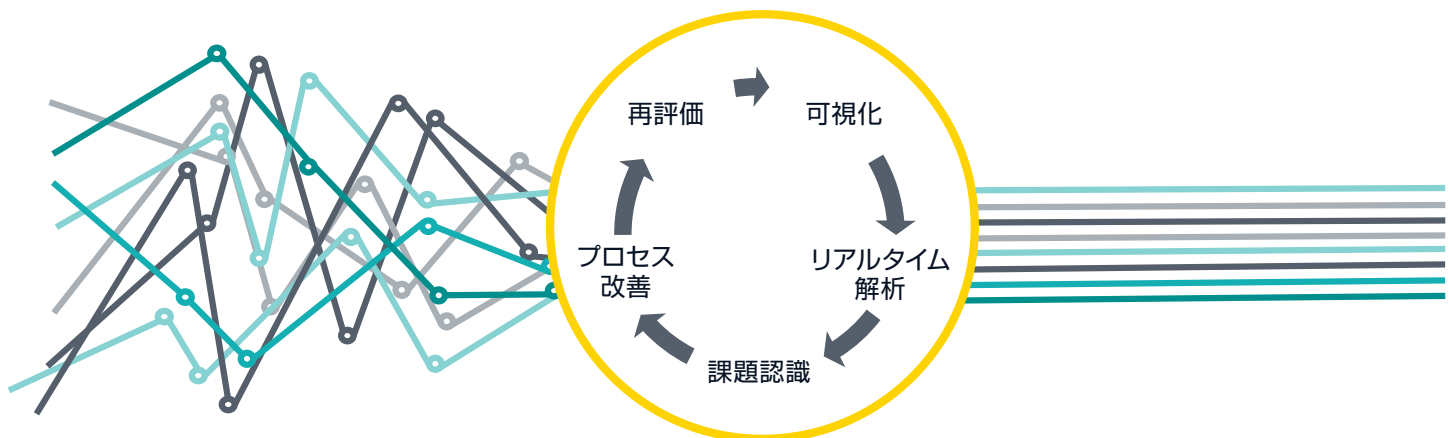 再評価
可視化
リアルタイム
解析
課題認識
プロセス
改善